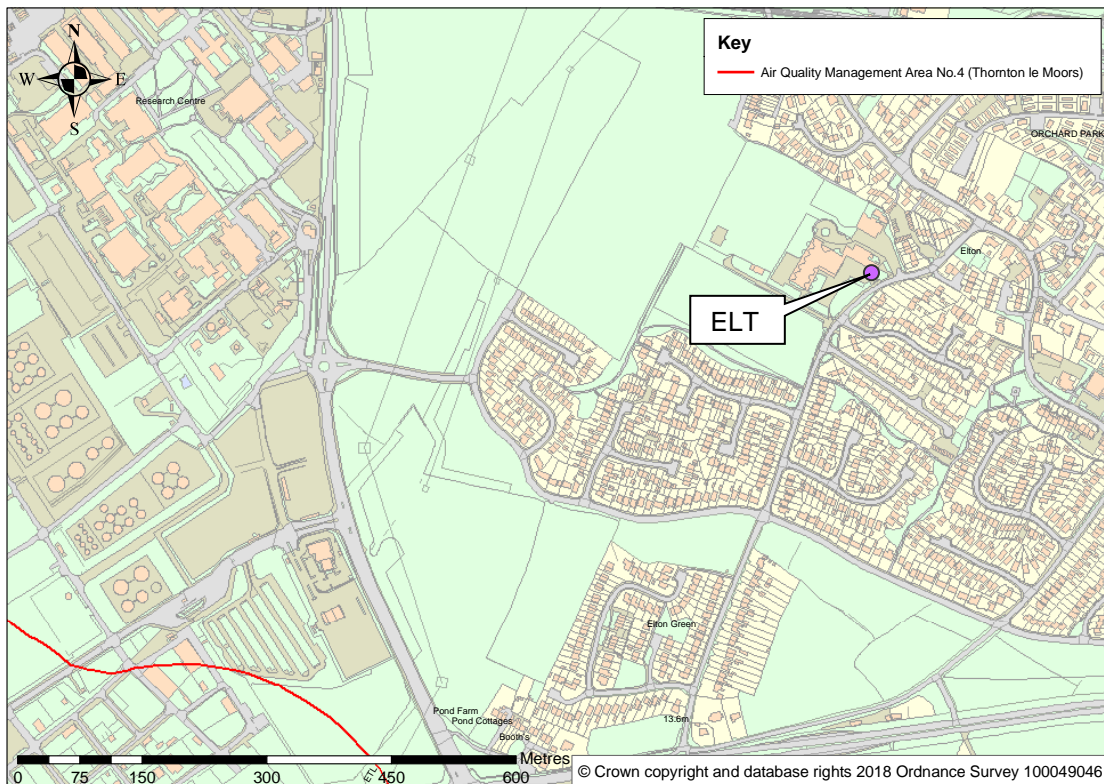 N
W E
S
Key
Air Quality Management Area No.4 (Thornton le Moors)
Research Centre
ORCHARD PARK
Elton
ELT
Elton Green
Pond Farm
Pond Cottages
Booth's
13.6m
ETL
Metres
0 75 150 300 450 600
© Crown copyright and database rights 2018 Ordnance Survey 100049046